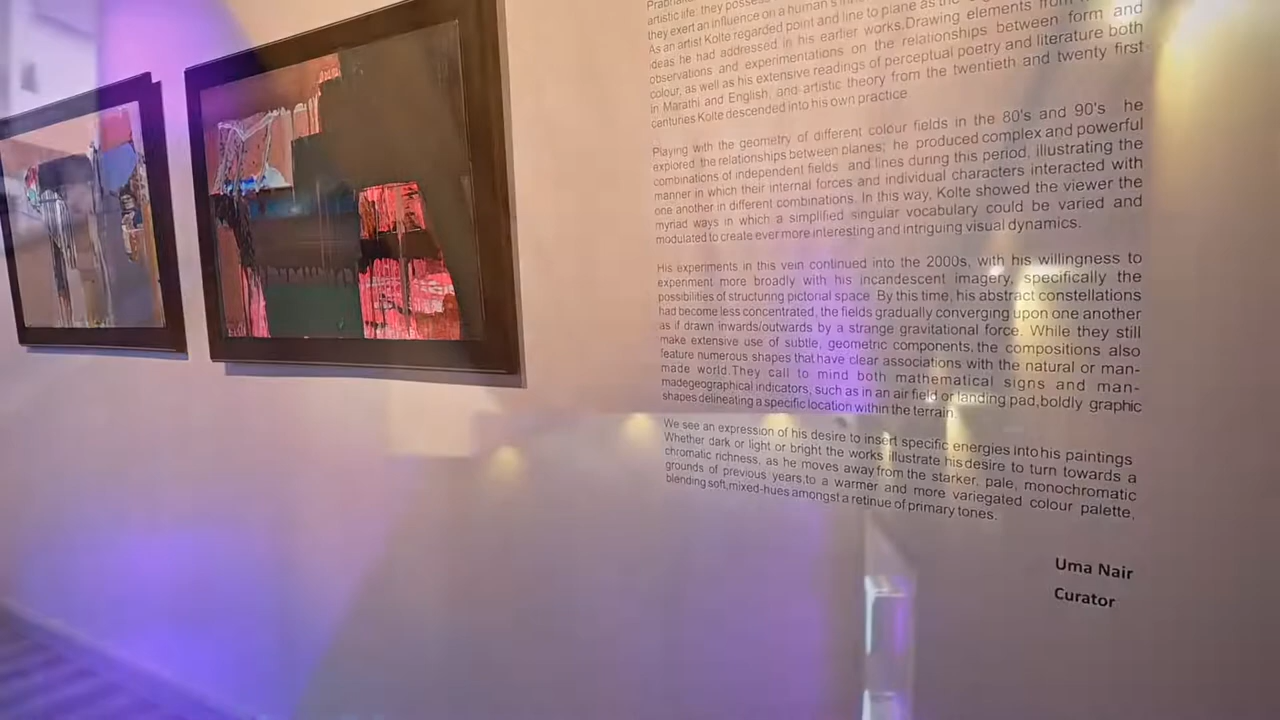 artistic life: they possess
they exert an influence on a human's
As an artist Kolte regarded point and line to plane as the
ideas he had addressed in his earlier works.Drawing elements from
observations and experimentations on the relationships between form and
colour, as well as his extensive readings of perceptual poetry and literature both
in Marathi and English, and artistic theory from the twentieth and twenty first
centuries Kolte descended into his own practice
Playing with the geometry of different colour fields in the 80's and 90's he
explored the relationships between planes; he produced complex and powerful
combinations of independent fields and lines during this period, illustrating the
manner in which their internal forces and individual characters interacted with
one another in different combinations. In this way, Kolte showed the viewer the
myriad ways in which a simplified singular vocabulary could be varied and
modulated to create ever more interesting and intriguing visual dynamics.
His experiments in this vein continued into the 2000s, with his willingness to
experiment more broadly with his incandescent imagery, specifically the
possibilities of structuring pictorial space By this time, his abstract constellations
had become less concentrated, the fields gradually converging upon one another
as if drawn inwards/outwards by a strange gravitational force. While they still
make extensive use of subtle, geometric components, the compositions also
feature numerous shapes that have clear associations with the natural or man-
made world.They call to mind both mathematical signs and man-
madegeographical indicators, such as in an air field or landing pad,boldly graphic
shapes delineating a specific location within the terrain.
We see an expression of his desire to insert specific energies into his paintings
Whether dark or light or bright the works illustrate his desire to turn towards a
chromatic richness, as he moves away from the starker, pale, monochromatic
grounds of previous years,to a warmer and more variegated colour palette,
blending soft,mixed-hues amongst a retinue of primary tones.
Uma Nair
Curator